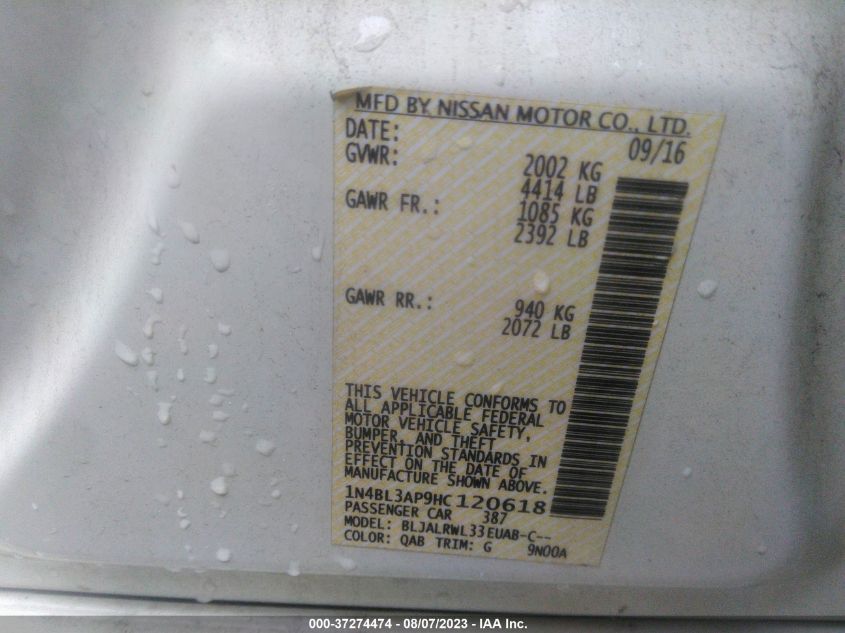 MFD BY NISSAN MOTOR CO., LTD.
DATE: 09/16
GVWR: 2002 KG
4414 LB
GAWR FR.: 1085 KG
2392 LB
GAWR RR.: 940 KG
2072 LB
THIS VEHICLE CONFORMS TO
ALL APPLICABLE FEDERAL
MOTOR VEHICLE SAFETY,
BUMPER, AND THEFT
PREVENTION STANDARDS IN
EFFECT ON THE DATE OF
MANUFACTURE SHOWN ABOVE.
1N4BL3AP9HC120618
PASSENGER CAR 387
MODEL: BLJALRWL33EUAB-C--
COLOR: QAB TRIM: G 9N00A
000-37274474 - 08/07/2023 - IAA Inc.